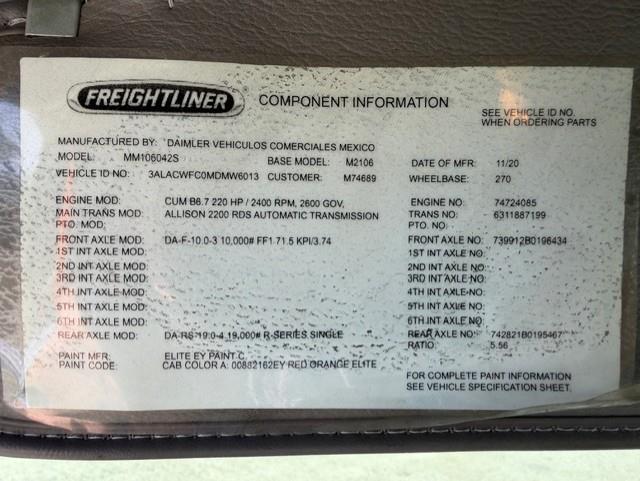 FREIGHTLINER COMPONENT INFORMATION
SEE VEHICLE ID NO.
WHEN ORDERING PARTS
MANUFACTURED BY: DAIMLER VEHICULOS COMERCIALES MEXICO
MODEL: MM106042S BASE MODEL: M2106 DATE OF MFR: 11/20
VEHICLE ID NO: 3ALACWFC0MDMW6013 CUSTOMER: M74689 WHEELBASE: 270
ENGINE MOD: CUM B6.7 220 HP / 2400 RPM, 2600 GOV, ENGINE NO: 74724085
MAIN TRANS MOD: ALLISON 2200 RDS AUTOMATIC TRANSMISSION TRANS NO: 6311887199
PTO. MOD: PTO. NO:
FRONT AXLE MOD: DA-F-10.0-3 10,000# FF1 71.5 KPI/3.74 FRONT AXLE NO: 739912B0196434
1ST INT AXLE MOD: 1ST INT AXLE NO:
2ND INT AXLE MOD: 2ND INT AXLE NO:
3RD INT AXLE MOD: 3RD INT AXLE NO:
4TH INT AXLE MOD: 4TH INT AXLE NO:
5TH INT AXLE MOD: 5TH INT AXLE NO:
6TH INT AXLE MOD: 6TH INT AXLE NO:
REAR AXLE MOD: DA-RS-19.0-4 19,000# R-SERIES SINGLE REAR AXLE NO: 742821B0195467
RATIO: 5.56
PAINT MFR: ELITE EY PAINT C
PAINT CODE: CAB COLOR A: 00882162EY RED ORANGE ELITE
FOR COMPLETE PAINT INFORMATION
SEE VEHICLE SPECIFICATION SHEET.